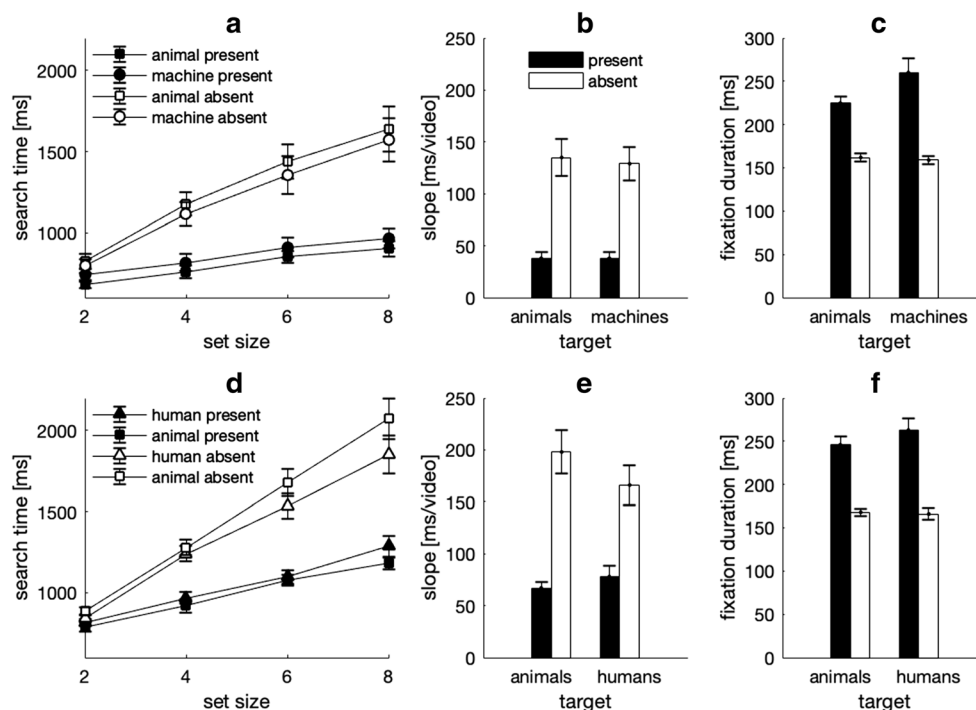 a
animal present
machine present
animal absent
machine absent
search time [ms]
2000
1500
1000
2 4 6 8
set size
b
present
absent
slope [ms/video]
250
200
150
100
50
0
animals machines
target
c
fixation duration [ms]
300
250
200
150
100
50
0
animals machines
target
d
human present
animal present
human absent
animal absent
search time [ms]
2000
1500
1000
2 4 6 8
set size
e
slope [ms/video]
250
200
150
100
50
0
animals humans
target
f
fixation duration [ms]
300
250
200
150
100
50
0
animals humans
target